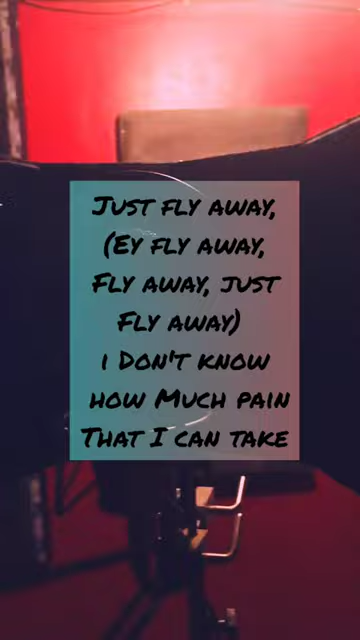 Just fly away,
(Ey fly away,
Fly away, just
Fly away)
i Don't know
how Much pain
That I can take